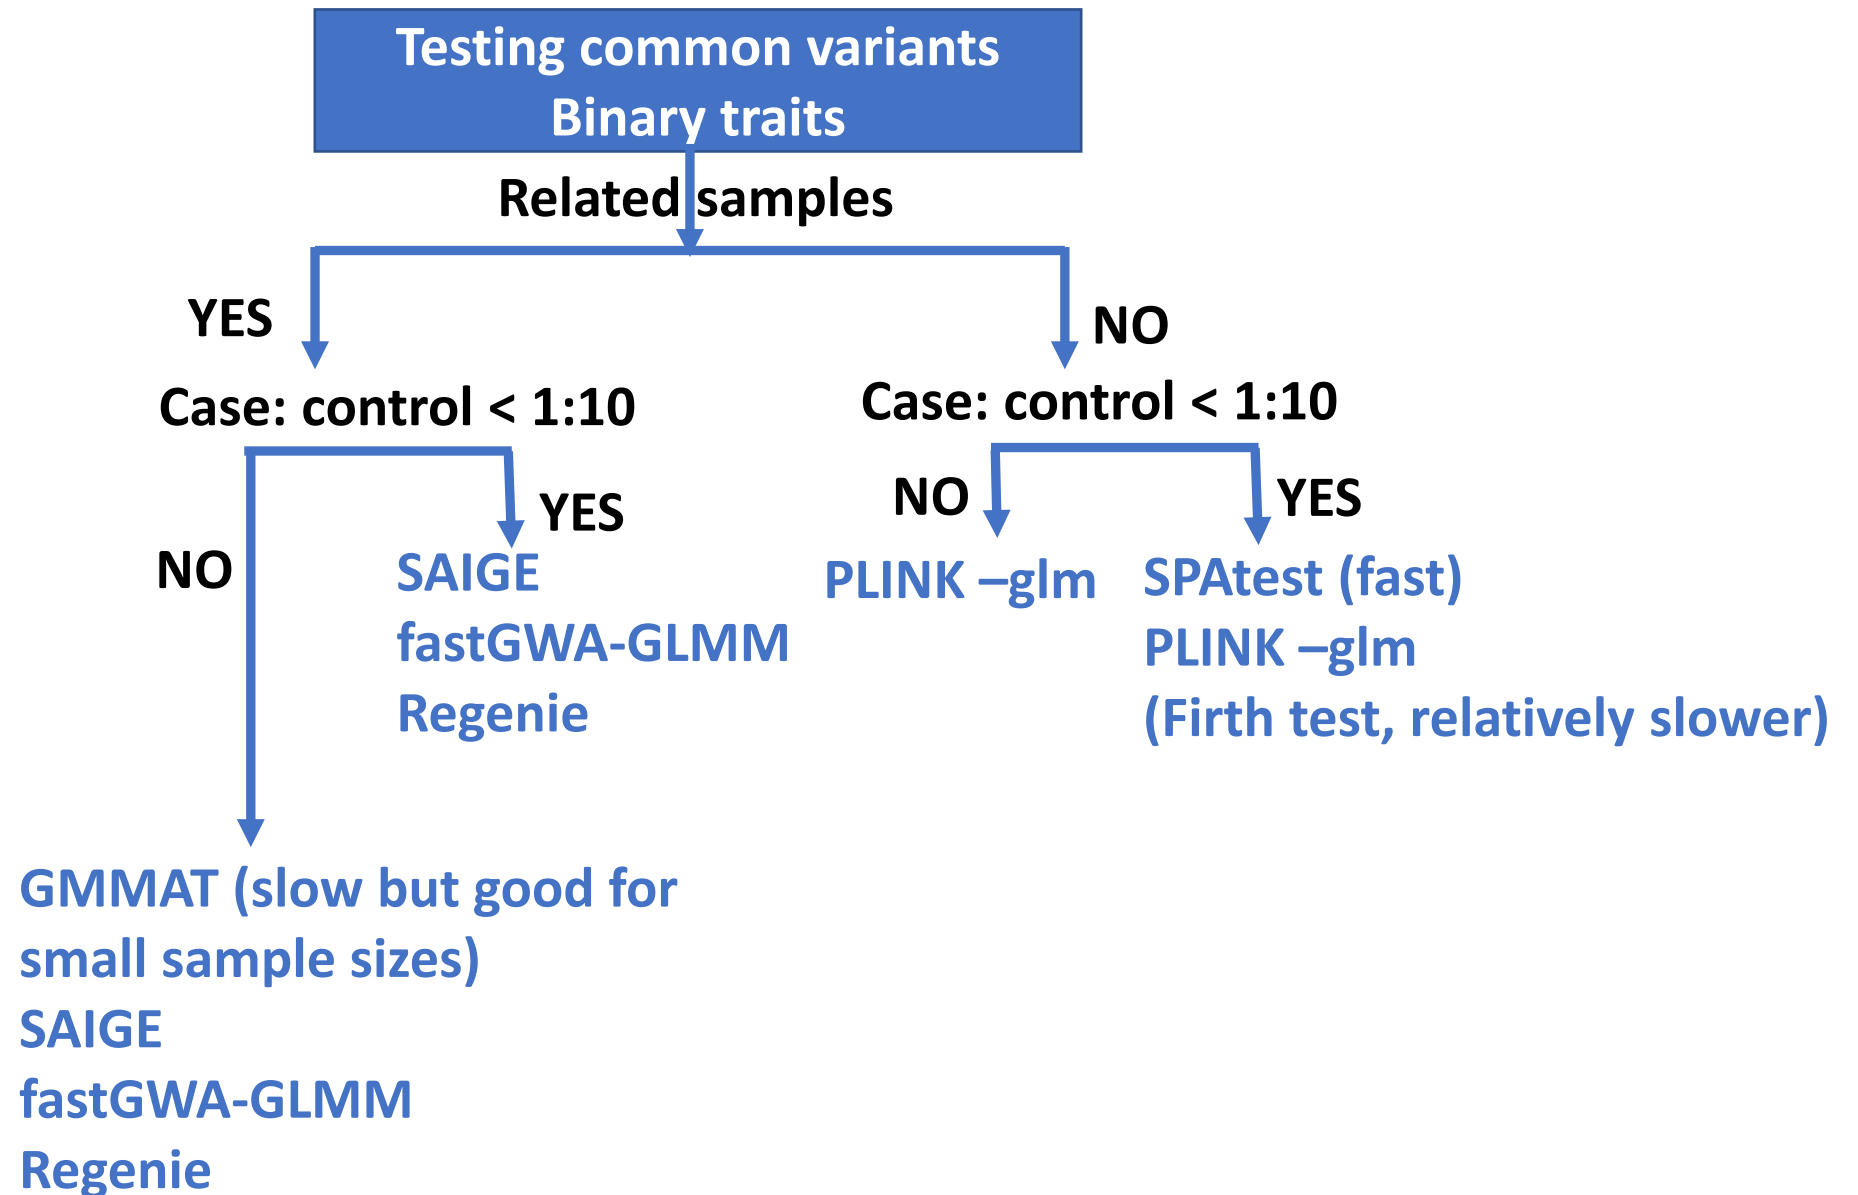 Testing common variants
Binary traits
Related samples
YES
NO
Case: control < 1:10
Case: control < 1:10
NO
YES
NO
YES
SAIGE
fastGWA-GLMM
Regenie
PLINK –glm
SPAtest (fast)
PLINK –glm
(Firth test, relatively slower)
GMMAT (slow but good for
small sample sizes)
SAIGE
fastGWA-GLMM
Regenie